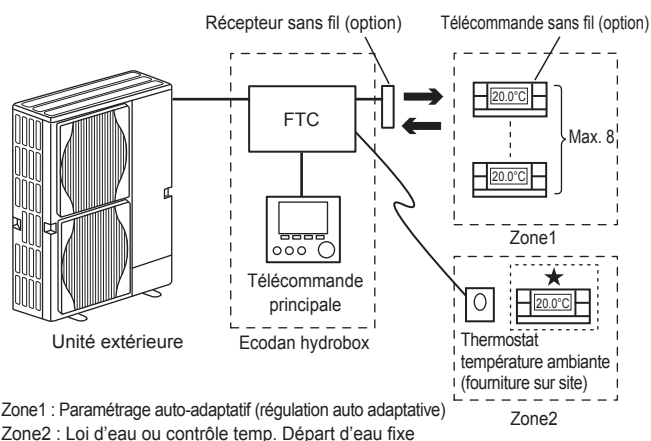 Récepteur sans fil (option)
Télécommande sans fil (option)
FTC
20.0°C
Max. 8
20.0°C
Zone1
Télécommande
principale
20.0°C
Unité extérieure
Ecodan hydrobox
Thermostat
température ambiante
(fourniture sur site)
Zone2
Zone1 : Paramétrage auto-adaptatif (régulation auto adaptative)
Zone2 : Loi d'eau ou contrôle temp. Départ d'eau fixe